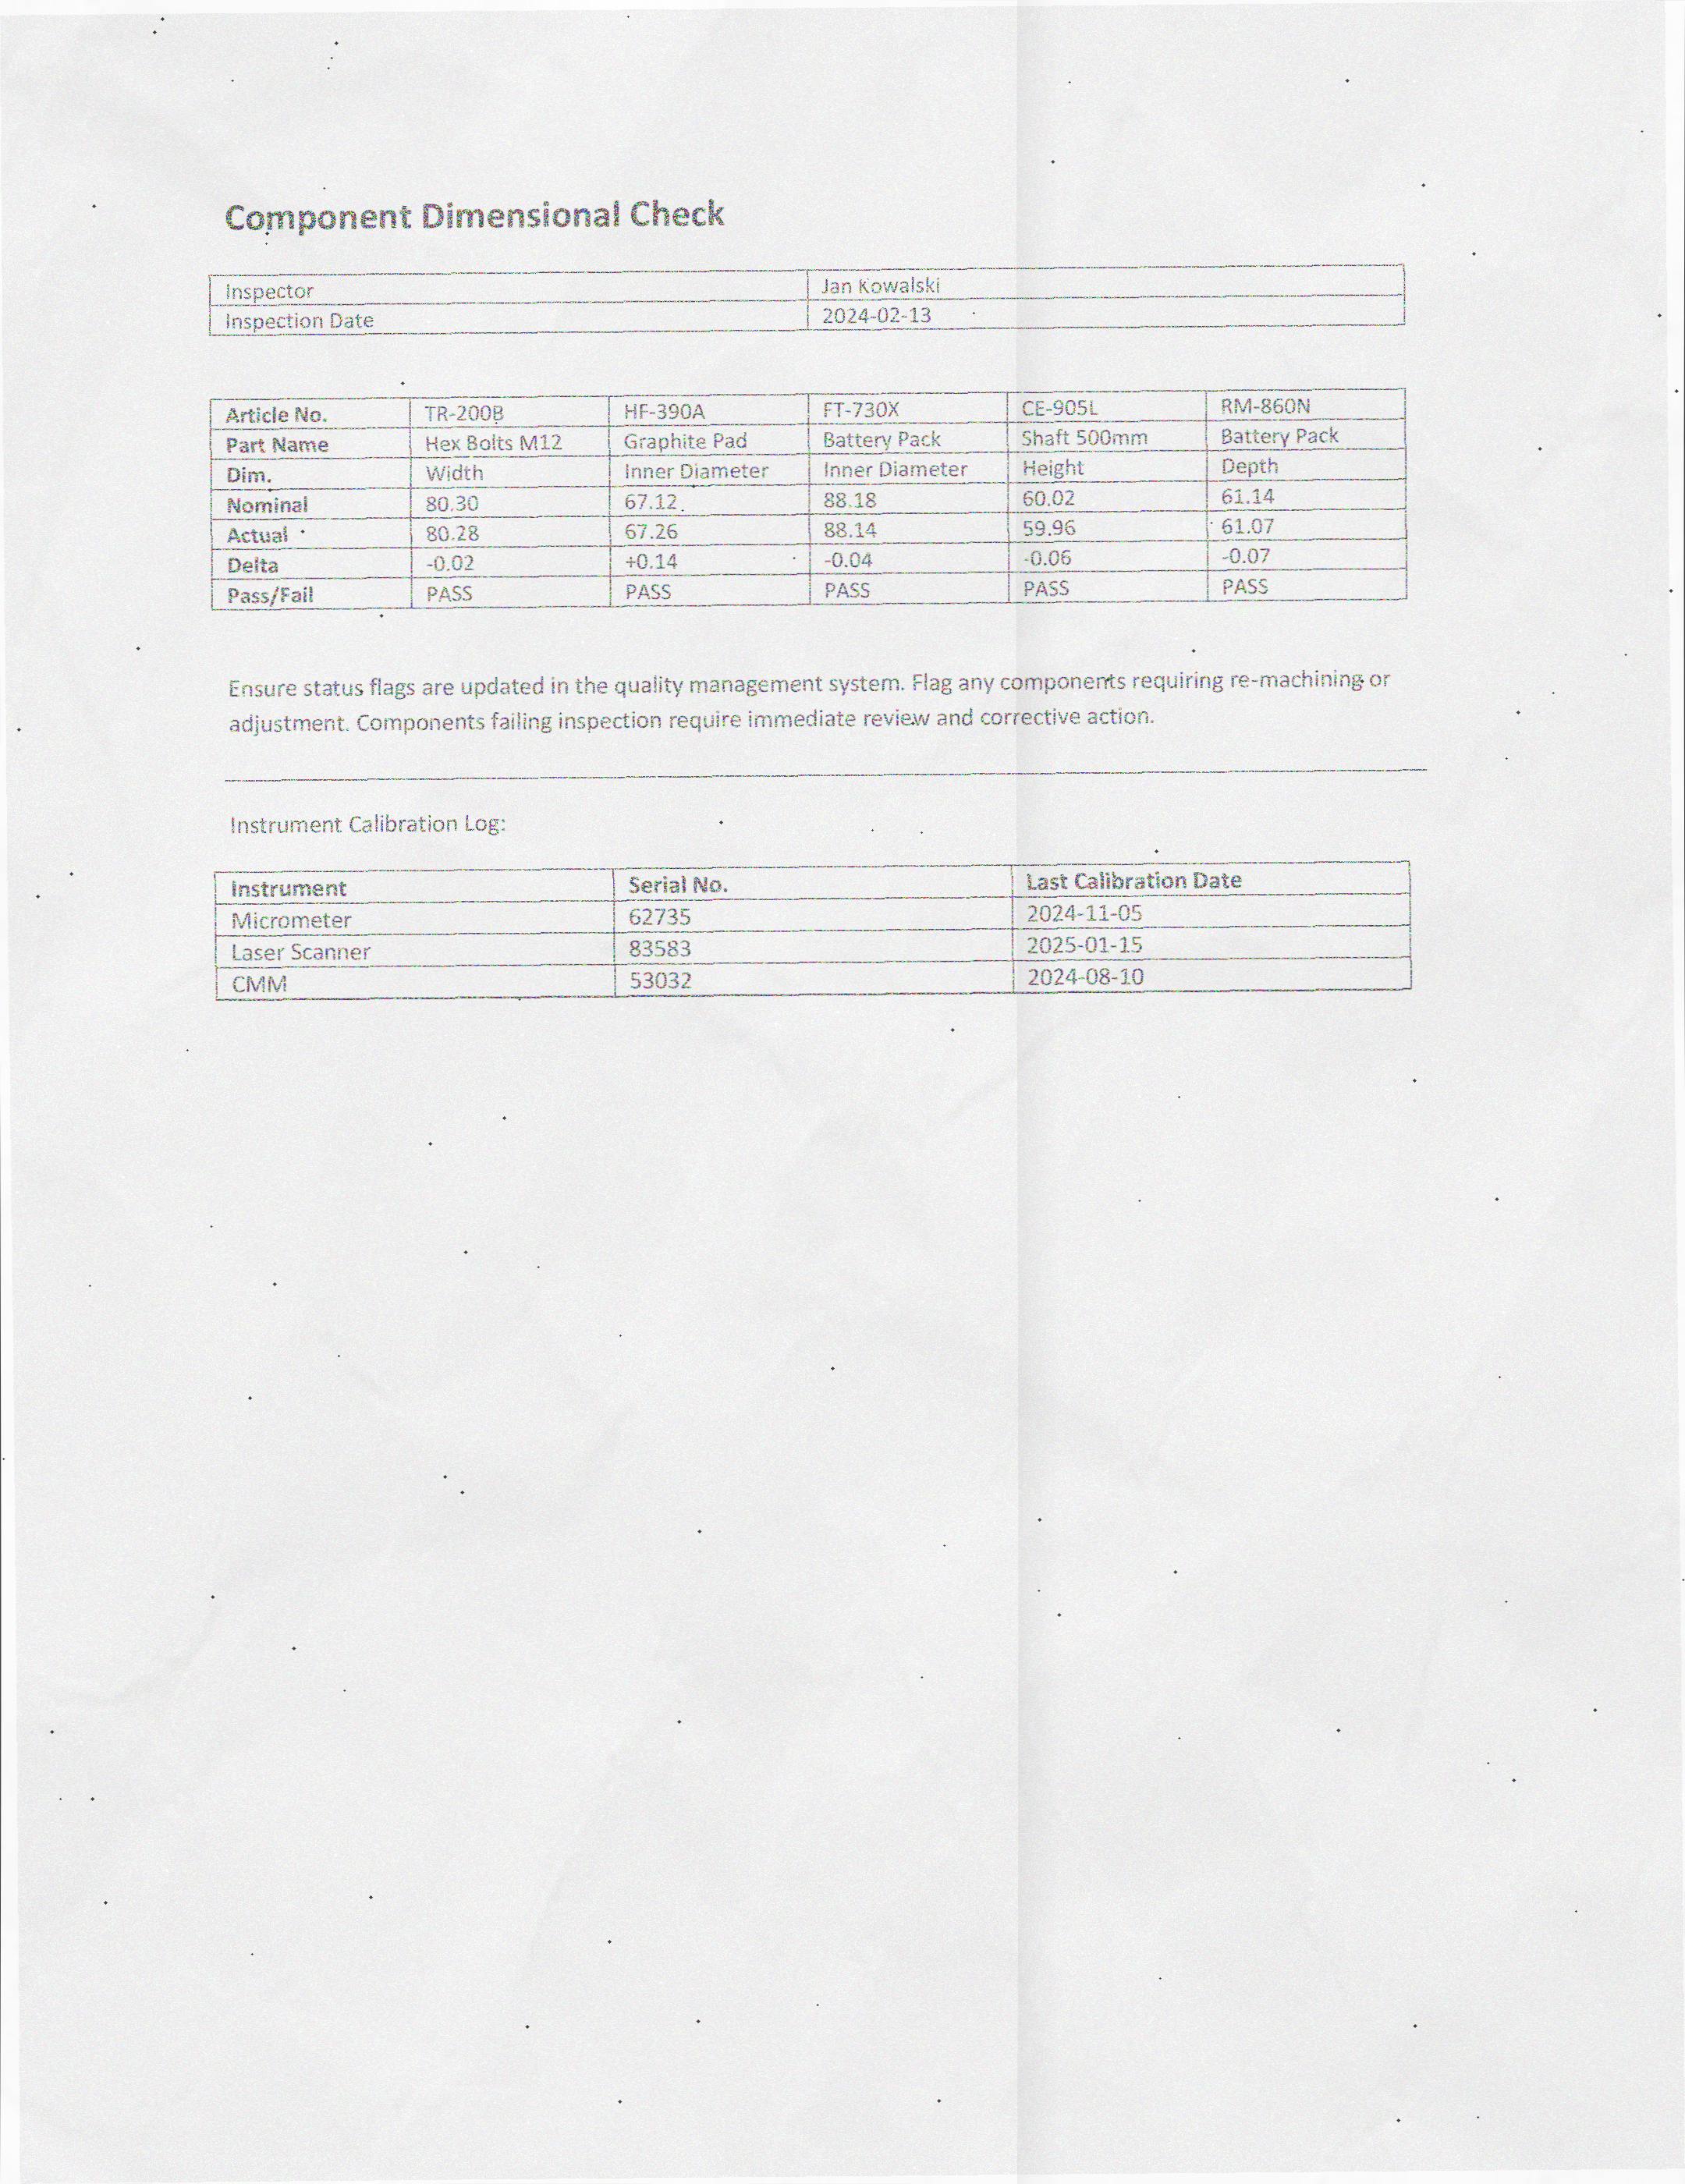 Component Dimensional Check
Inspector Jan Kowalski
Inspection Date 2024-02-13
Article No. TR-200B HF-390A FT-730X CE-905L RM-860N
Part Name Hex Bolts M12 Graphite Pad Battery Pack Shaft 500mm Battery Pack
Dim. Width Inner Diameter Inner Diameter Height Depth
Nominal 80.30 67.12 88.18 60.02 61.14
Actual 80.28 67.26 88.14 59.96 61.07
Delta -0.02 +0.14 -0.04 -0.06 -0.07
Pass/Fail PASS PASS PASS PASS PASS
Ensure status flags are updated in the quality management system. Flag any components requiring re-machining or
adjustment. Components failing inspection require immediate review and corrective action.
Instrument Calibration Log:
Instrument Serial No. Last Calibration Date
Micrometer 62735 2024-11-05
Laser Scanner 83583 2025-01-15
CMM 53032 2024-08-10